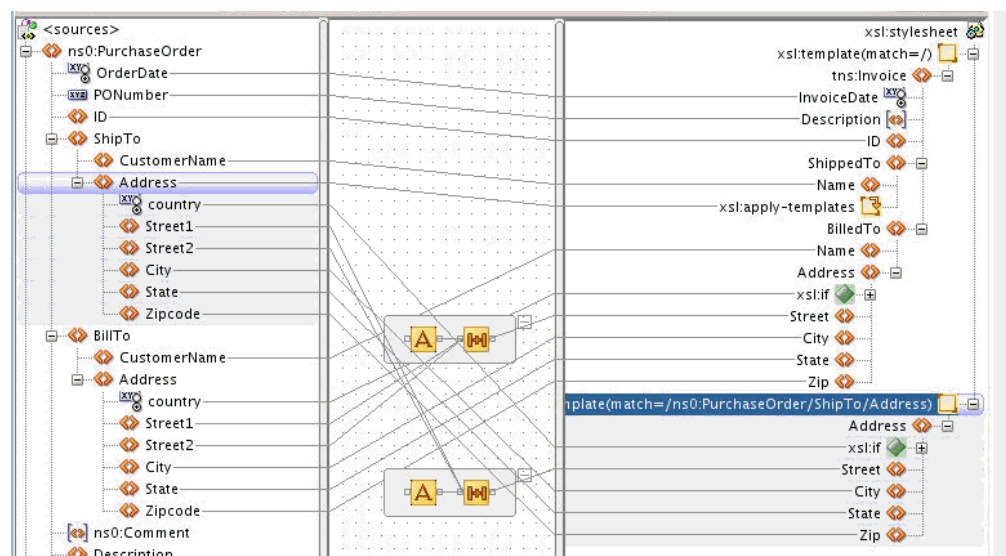 <sources>
ns0:PurchaseOrder
OrderDate
PONumber
ID
ShipTo
CustomerName
Address
country
Street1
Street2
City
State
Zipcode
BillTo
CustomerName
Address
country
Street1
Street2
City
State
Zipcode
ns0:Comment
Description
A
A
xsl:stylesheet
xsl:template(match=/)
tns:Invoice
InvoiceDate
Description
ID
ShippedTo
Name
xsl:apply-templates
BilledTo
Name
Address
xsl:if
Street
City
State
Zip
mplate(match=/ns0:PurchaseOrder/ShipTo/Address)
Address
xsl:if
Street
City
State
Zip